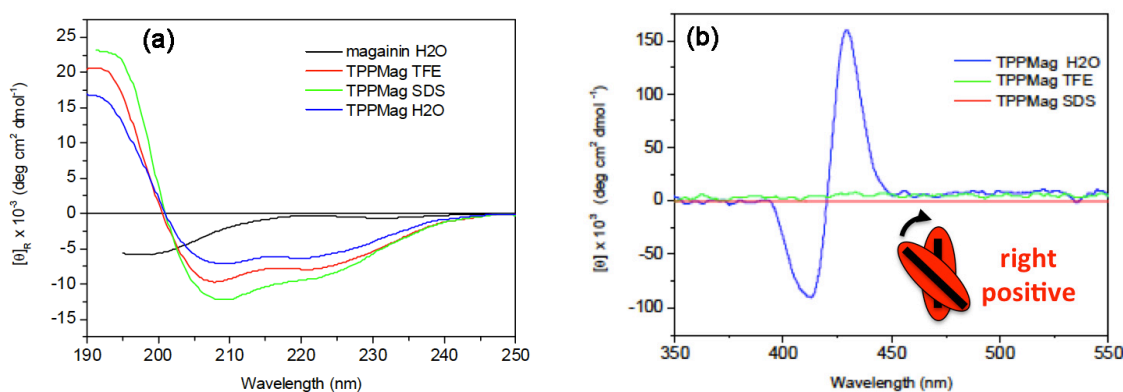 (a)
magainin H2O
TPPMag TFE
TPPMag SDS
TPPMag H2O
[θ]R x 10-3 (deg cm2 dmol-1)
25
20
15
10
5
0
-5
-10
-15
190 200 210 220 230 240 250
Wavelength (nm)
(b)
TPPMag H2O
TPPMag TFE
TPPMag SDS
[θ] x 103 (deg cm2 dmol-1)
150
100
50
0
-50
-100
right
positive
350 400 450 500 550
Wavelength (nm)